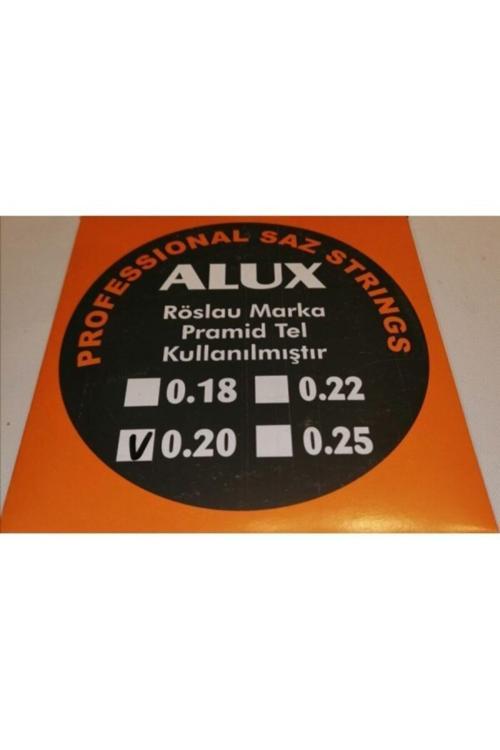 PROFESSIONAL SAZ STRINGS
ALUX
Röslau Marka
Pramid Tel
Kullanılmıştır
0.18 0.22
V 0.20 0.25